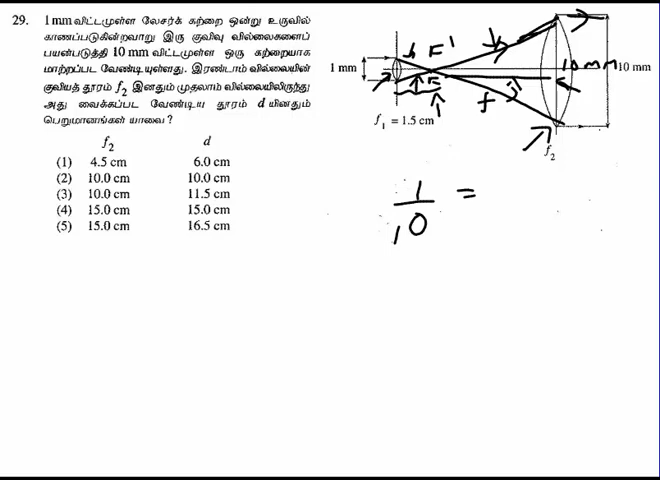 29. 1 mm விட்டமுள்ள லேசர்க் கற்றை ஒன்று உருவில்
காணப்படுகின்றவாறு இரு குவிவு வில்லைகளைப்
பயன்படுத்தி 10 mm விட்டமுள்ள ஒரு கற்றையாக
மாற்றப்பட வேண்டியுள்ளது. இரண்டாம் வில்லையின்
குவியத் தூரம் f₂ இனதும் முதலாம் வில்லையிலிருந்து
அது வைக்கப்பட வேண்டிய தூரம் d யினதும்
பெறுமானங்கள் யாவை ?
f₂ d
(1) 4.5 cm 6.0 cm
(2) 10.0 cm 10.0 cm
(3) 10.0 cm 11.5 cm
(4) 15.0 cm 15.0 cm
(5) 15.0 cm 16.5 cm
F'
1 mm
10 mm
10 mm
f
f₁ = 1.5 cm
f₂
1/10 =